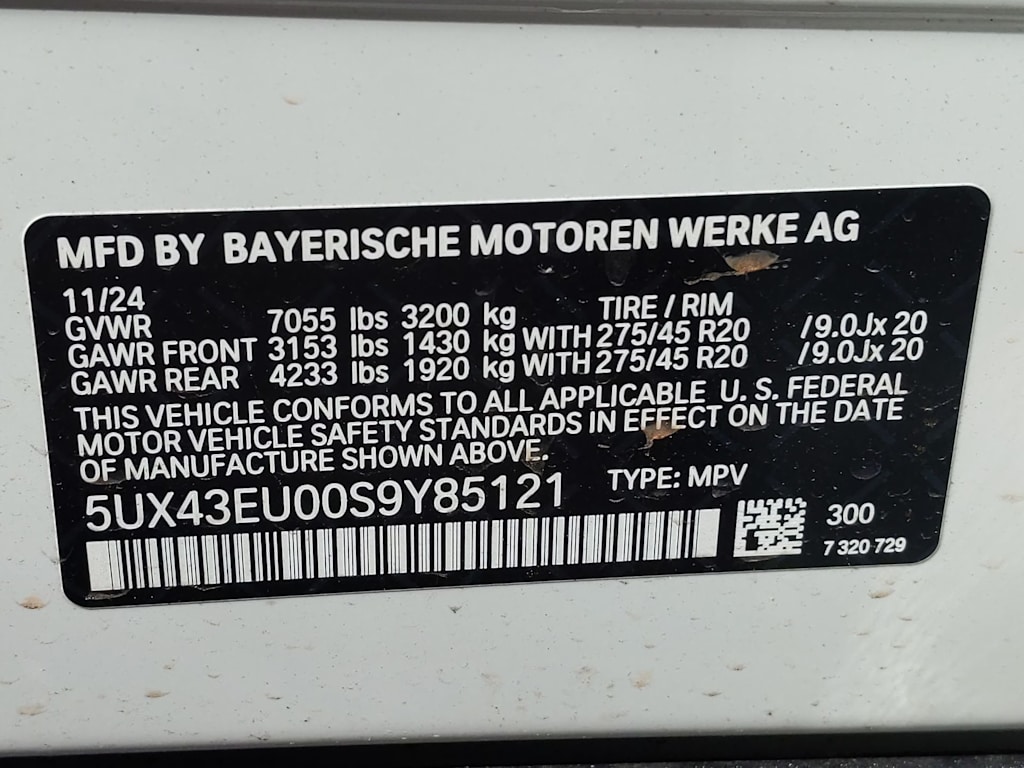 MFD BY BAYERISCHE MOTOREN WERKE AG
11/24 TIRE / RIM
GVWR 7055 lbs 3200 kg
GAWR FRONT 3153 lbs 1430 kg WITH 275/45 R20 / 9.0Jx 20
GAWR REAR 4233 lbs 1920 kg WITH 275/45 R20 / 9.0Jx 20
THIS VEHICLE CONFORMS TO ALL APPLICABLE U. S. FEDERAL
MOTOR VEHICLE SAFETY STANDARDS IN EFFECT ON THE DATE
OF MANUFACTURE SHOWN ABOVE.
5UX43EU00S9Y85121 TYPE: MPV
300
7 320 729